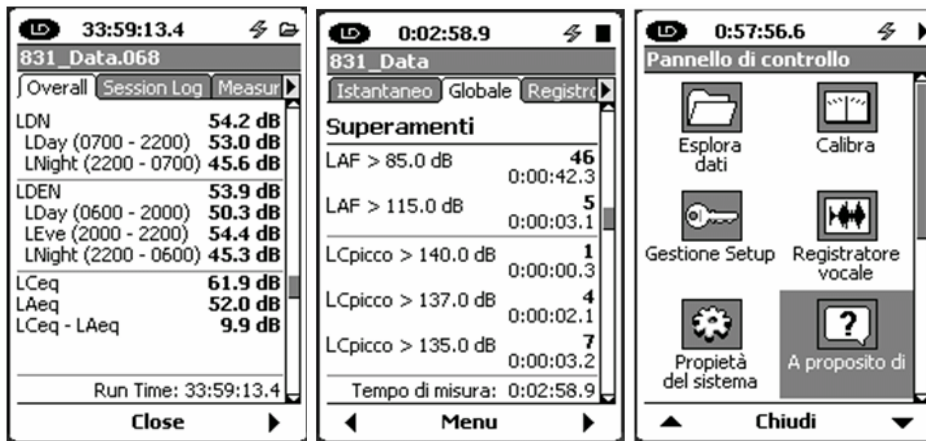 LD 33:59:13.4
831_Data.068
Overall Session Log Measur
LDN 54.2 dB
LDay (0700 - 2200) 53.0 dB
LNight (2200 - 0700) 45.6 dB
LDEN 53.9 dB
LDay (0600 - 2000) 50.3 dB
LEve (2000 - 2200) 54.4 dB
LNight (2200 - 0600) 45.3 dB
LCeq 61.9 dB
LAeq 52.0 dB
LCeq - LAeq 9.9 dB
Run Time: 33:59:13.4
Close
LD 0:02:58.9
831_Data
Istantaneo Globale Registro
Superamenti
LAF > 85.0 dB 46
0:00:42.3
LAF > 115.0 dB 5
0:00:03.1
LCpicco > 140.0 dB 1
0:00:00.3
LCpicco > 137.0 dB 4
0:00:02.1
LCpicco > 135.0 dB 7
0:00:03.2
Tempo di misura: 0:02:58.9
Menu
LD 0:57:56.6
Pannello di controllo
Esplora
dati
Calibra
Gestione Setup
Registratore
vocale
Propietà
del sistema
A proposito di
Chiudi